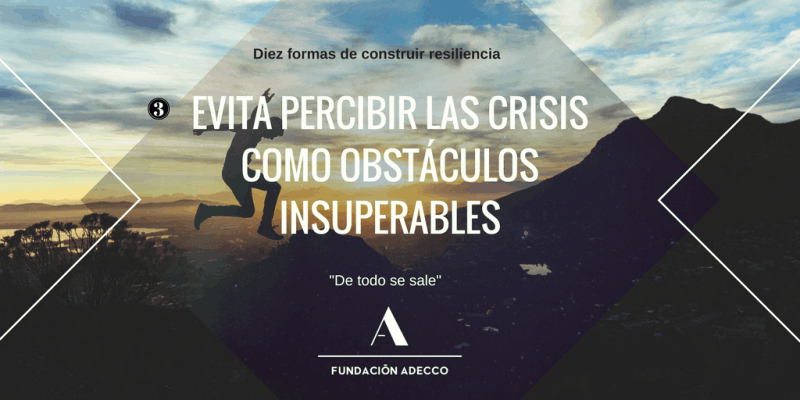 Diez formas de construir resiliencia
3 EVITA PERCIBIR LAS CRISIS
COMO OBSTÁCULOS
INSUPERABLES
"De todo se sale"
A
FUNDACIÓN ADECCO